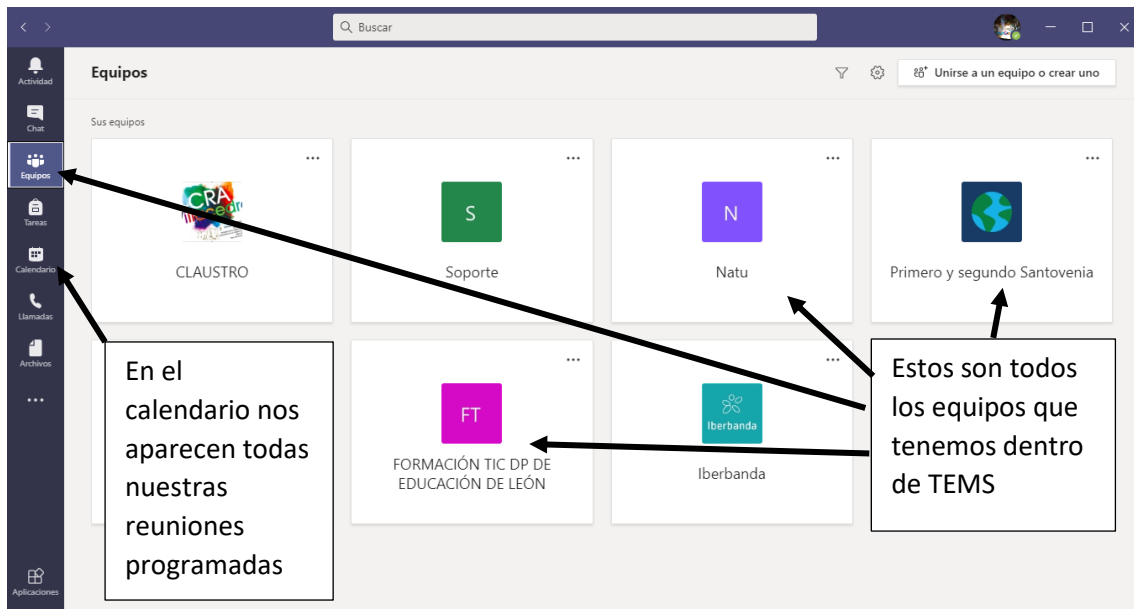 Buscar
Actividad
Equipos
Unirse a un equipo o crear uno
Chat
Sus equipos
Equipos
CRA
Tareas
S
N
Calendario
CLAUSTRO
Soporte
Natu
Primero y segundo Santovenia
Llamadas
Archivos
En el
calendario nos
aparecen todas
nuestras
reuniones
programadas
FT
FORMACIÓN TIC DP DE
EDUCACIÓN DE LEÓN
Iberbanda
Iberbanda
Estos son todos
los equipos que
tenemos dentro
de TEMS
Aplicaciones